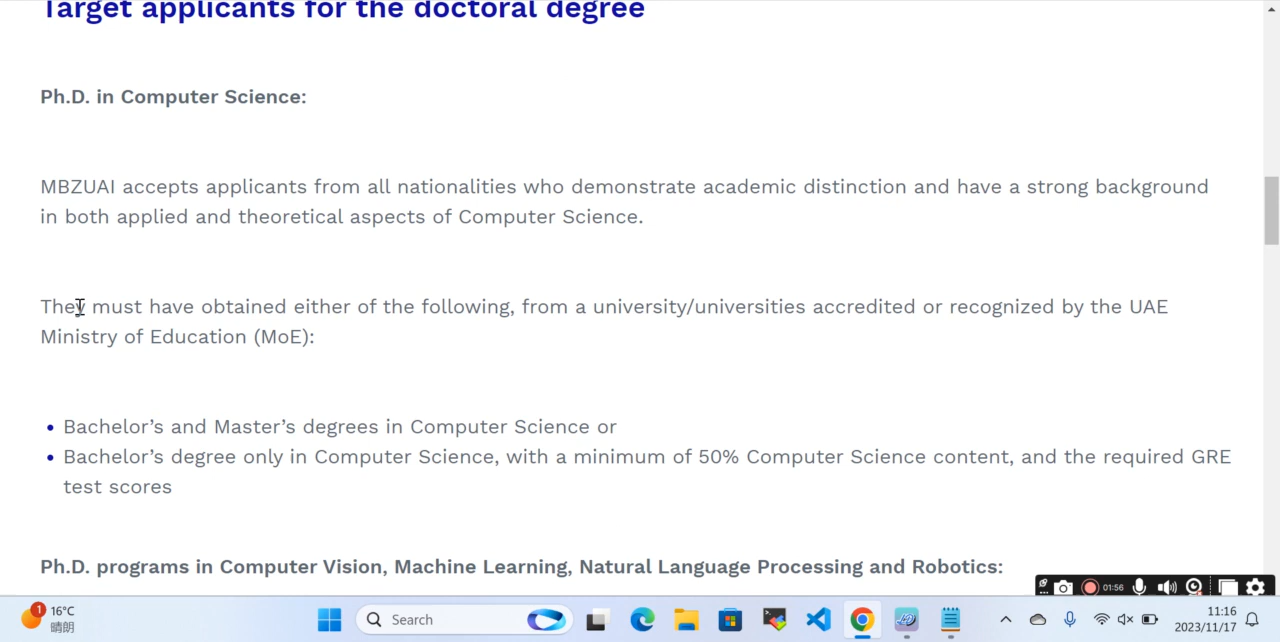 Target applicants for the doctoral degree
Ph.D. in Computer Science:
MBZUAI accepts applicants from all nationalities who demonstrate academic distinction and have a strong background
in both applied and theoretical aspects of Computer Science.
They must have obtained either of the following, from a university/universities accredited or recognized by the UAE
Ministry of Education (MoE):
Bachelor’s and Master’s degrees in Computer Science or
Bachelor’s degree only in Computer Science, with a minimum of 50% Computer Science content, and the required GRE
test scores
Ph.D. programs in Computer Vision, Machine Learning, Natural Language Processing and Robotics:
01:56
1
16°C
晴朗
Search
11:16
2023/11/17